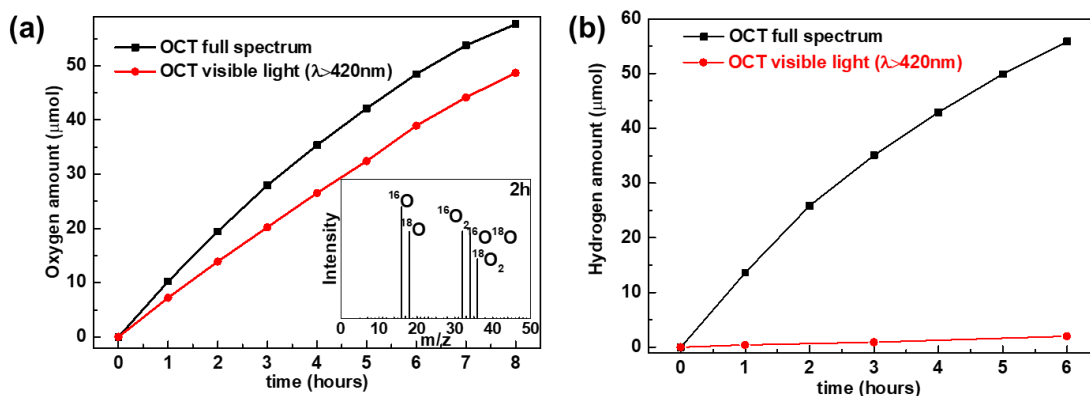 (a)
OCT full spectrum
OCT visible light (λ>420nm)
Oxygen amount (μmol)
50
40
30
20
10
0
0 1 2 3 4 5 6 7 8
time (hours)
2h
16O
18O
16O2
16O18O
18O2
Intensity
0 10 20 30 40 50
m/z
(b)
OCT full spectrum
OCT visible light (λ>420nm)
Hydrogen amount (μmol)
60
50
40
30
20
10
0
0 1 2 3 4 5 6
time (hours)